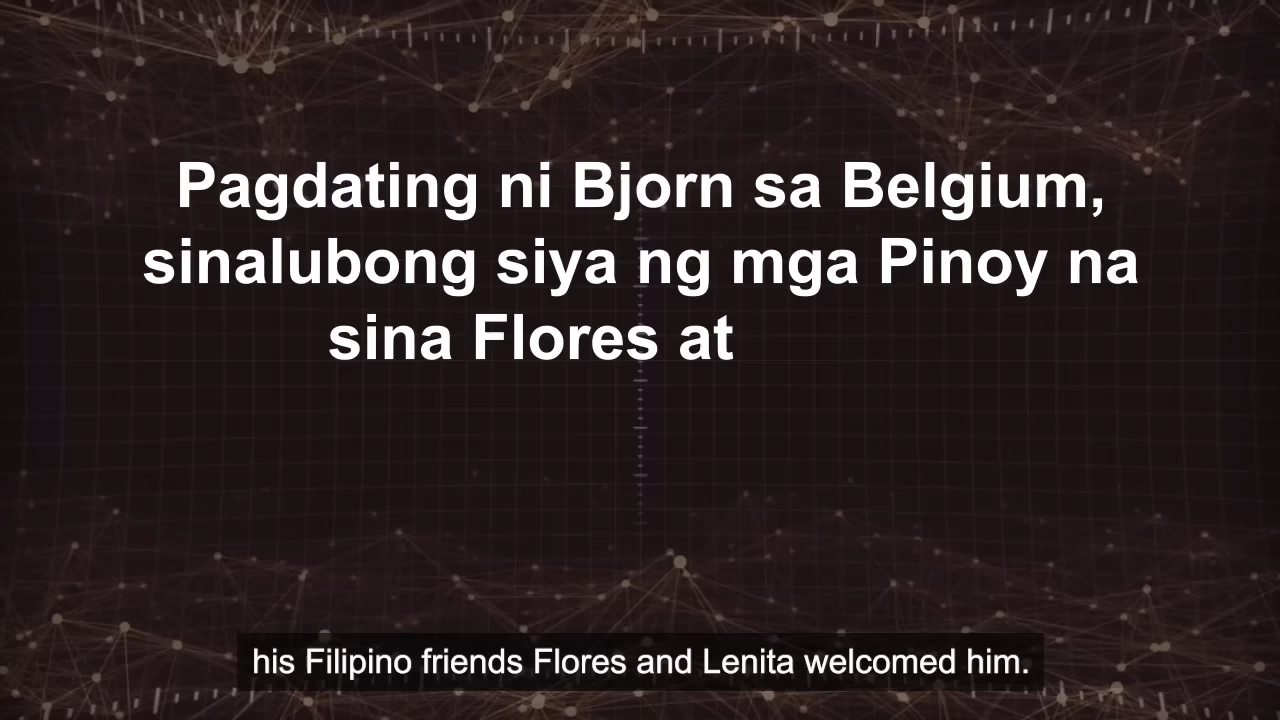 Pagdating ni Bjorn sa Belgium,
sinalubong siya ng mga Pinoy na
sina Flores at
his Filipino friends Flores and Lenita welcomed him.